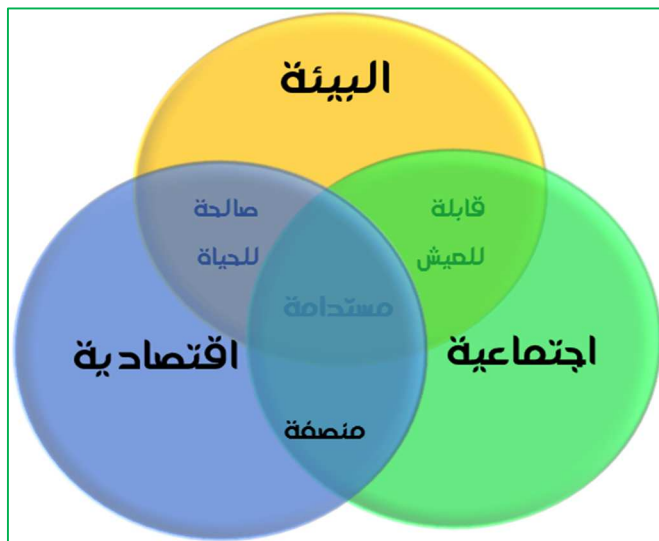 البيئة
قابلة
للعيش
صالحة
للحياة
مستدامة
اجتماعية
اقتصادية
منصفة